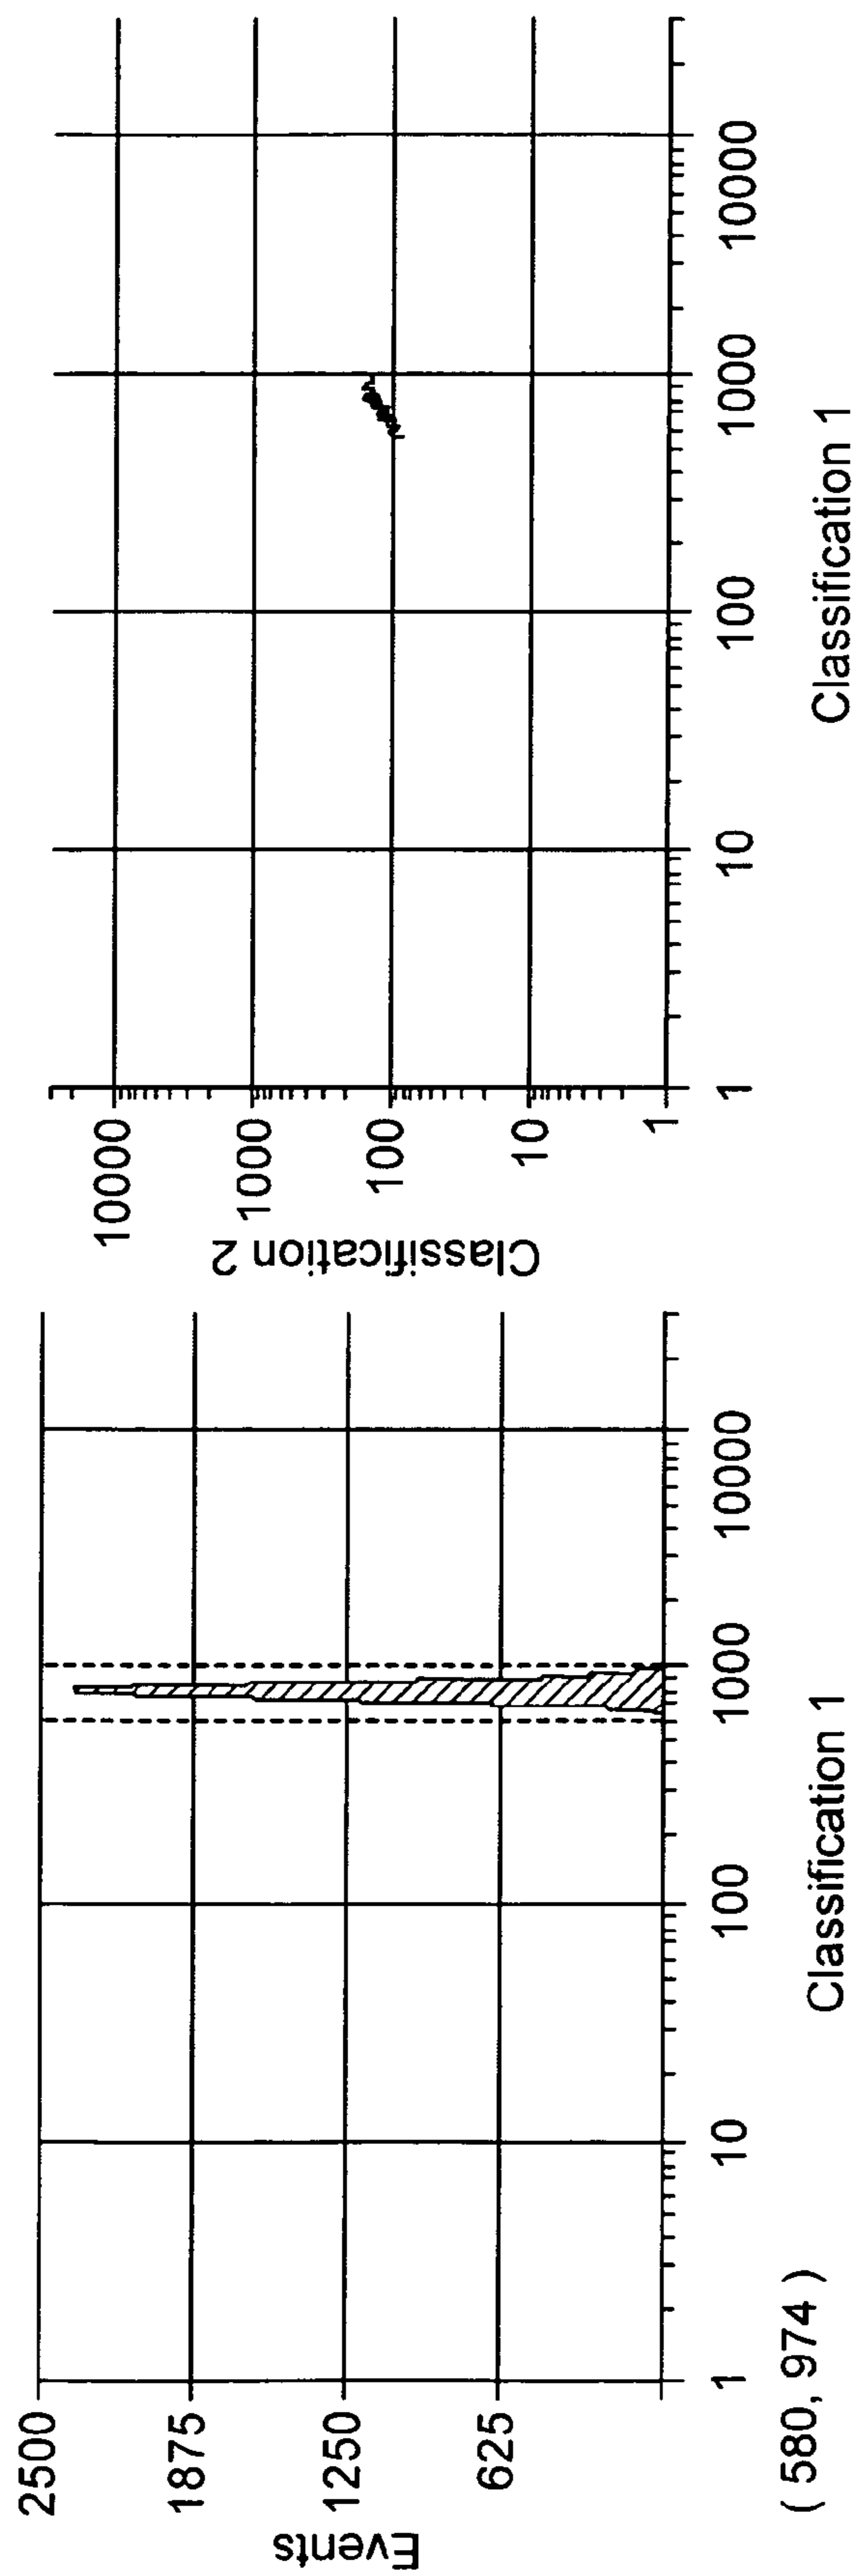 Events
2500
1875
1250
625
1 10 100 1000 10000
Classification 1
( 580, 974 )
Classification 2
10000
1000
100
10
1
1 10 100 1000 10000
Classification 1